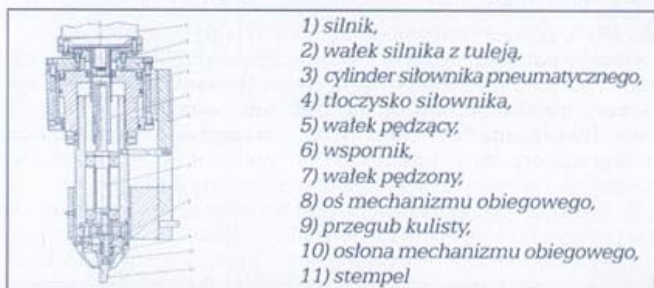 1) silnik,
2) wałek silnika z tuleją,
3) cylinder siłownika pneumatycznego,
4) tłoczysko siłownika,
5) wałek pędzący,
6) wspornik,
7) wałek pędzony,
8) oś mechanizmu obiegowego,
9) przegub kulisty,
10) osłona mechanizmu obiegowego,
11) stempel